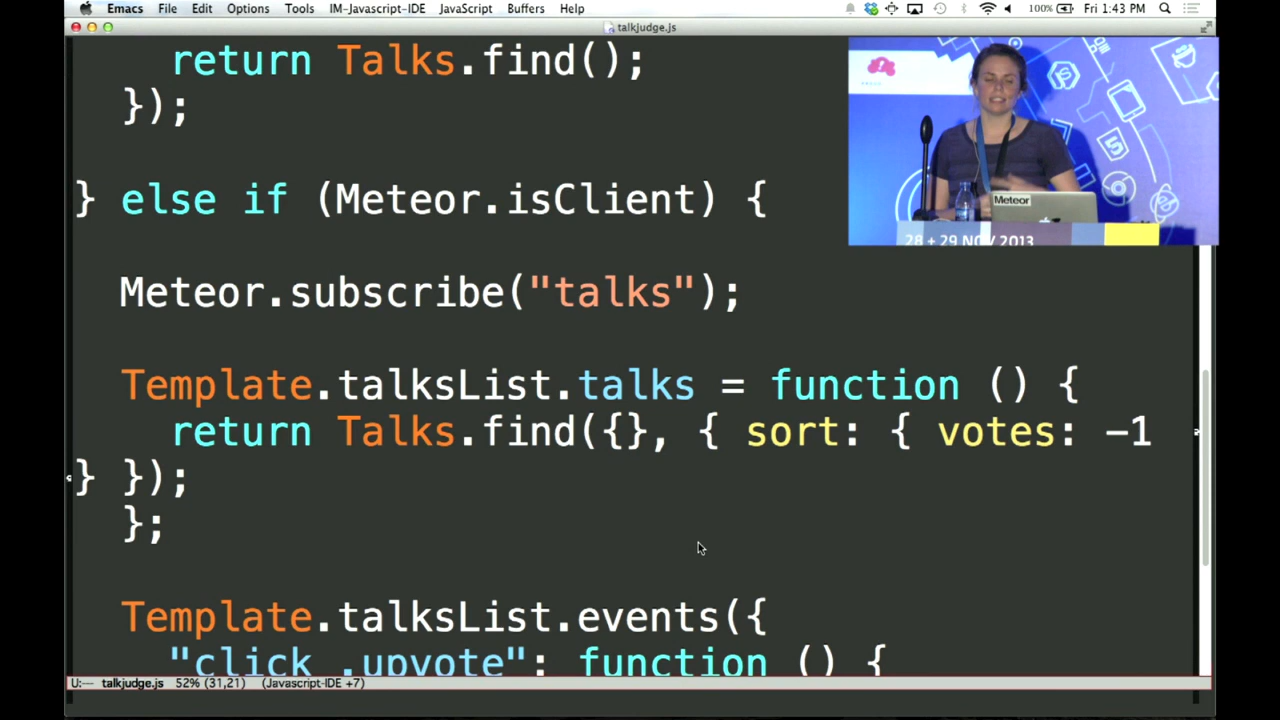 Emacs File Edit Options Tools IM-Javascript-IDE JavaScript Buffers Help 100% Fri 1:43 PM
talkjudge.js
return Talks.find();
});
} else if (Meteor.isClient) {
Meteor.subscribe("talks");
Template.talksList.talks = function () {
return Talks.find({}, { sort: { votes: -1
} });
};
Template.talksList.events({
"click .upvote": function () {
U:--- talkjudge.js 52% (31,21) (Javascript-IDE +7)
Meteor
28 + 29 NOV 2013
5